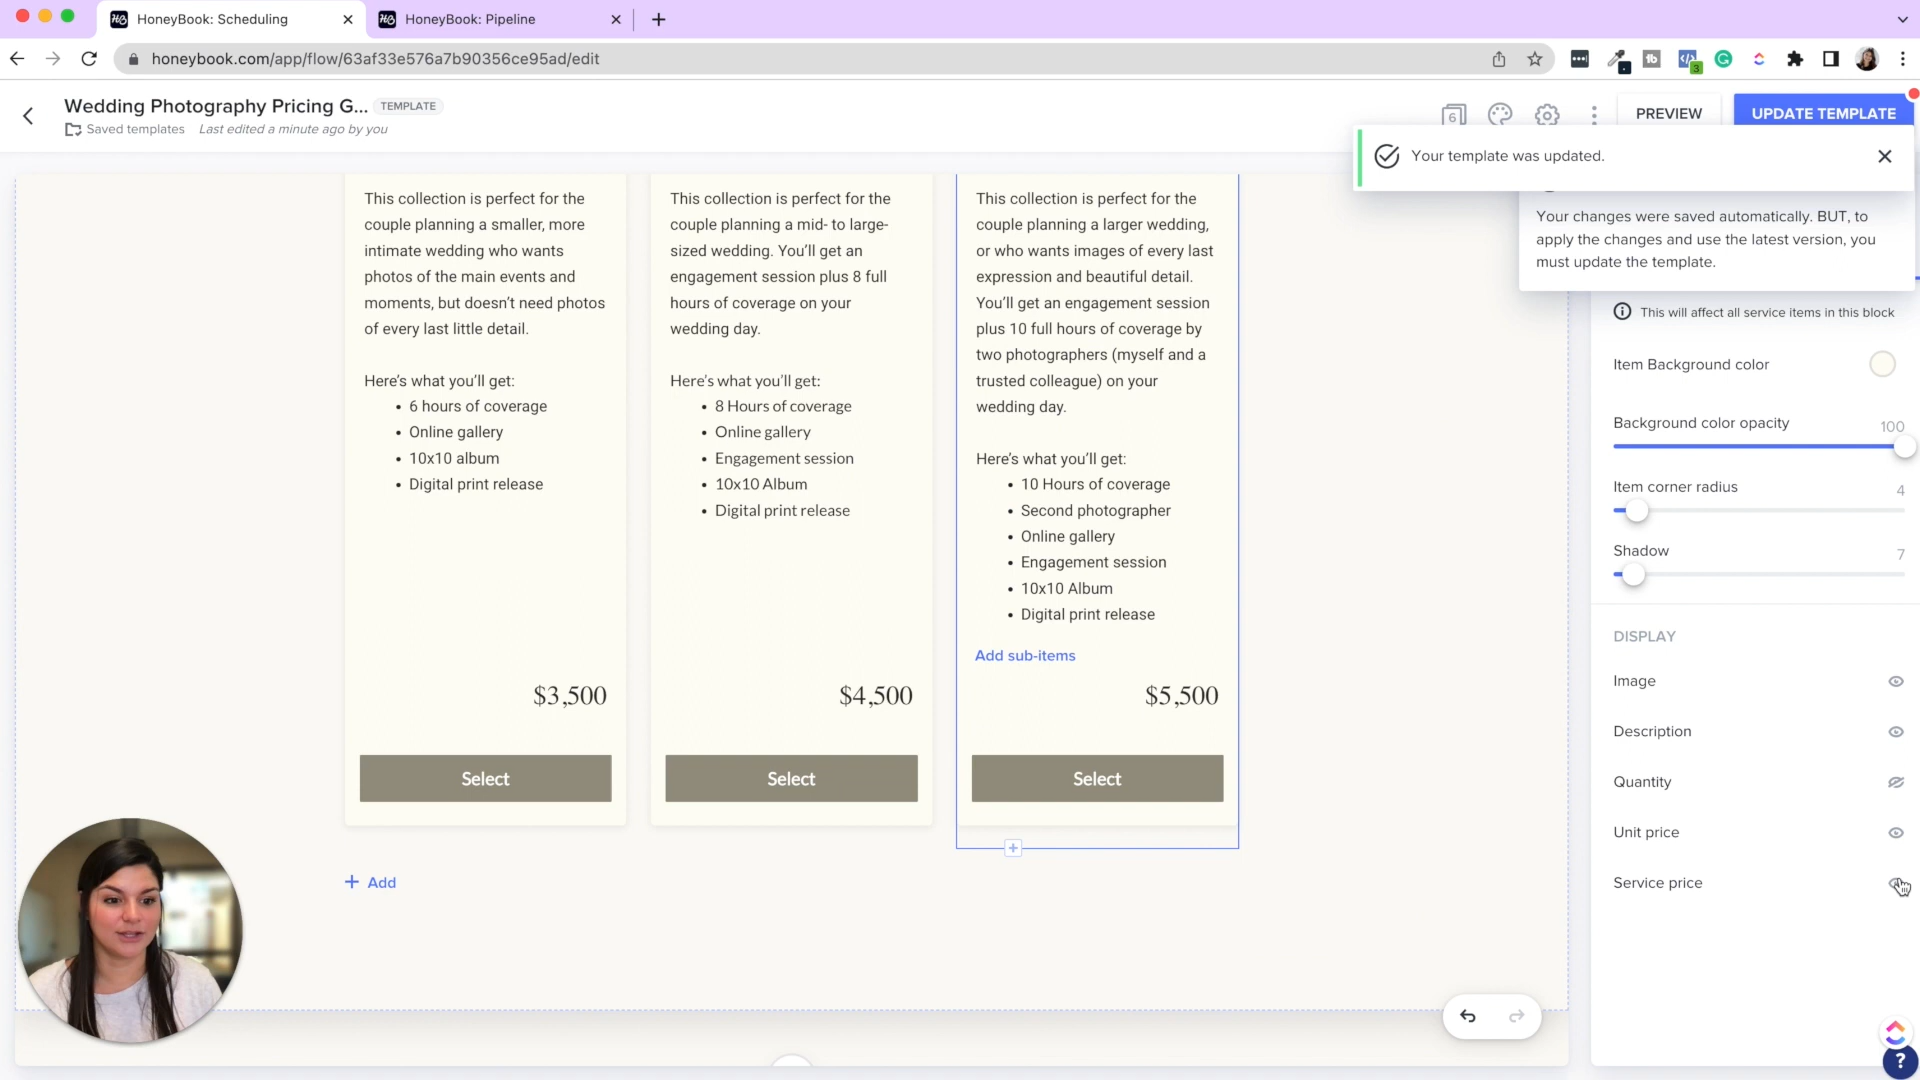 HoneyBook: Scheduling
HoneyBook: Pipeline
honeybook.com/app/flow/63af33e576a7b90356ce95ad/edit
3
Wedding Photography Pricing G...
TEMPLATE
Saved templates
Last edited a minute ago by you
6
PREVIEW
UPDATE TEMPLATE
Your template was updated.
Your changes were saved automatically. BUT, to
apply the changes and use the latest version, you
must update the template.
This collection is perfect for the
couple planning a smaller, more
intimate wedding who wants
photos of the main events and
moments, but doesn't need photos
of every last little detail.
Here's what you'll get:
• 6 hours of coverage
• Online gallery
• 10x10 album
• Digital print release
$3,500
Select
This collection is perfect for the
couple planning a mid- to large-
sized wedding. You'll get an
engagement session plus 8 full
hours of coverage on your
wedding day.
Here's what you'll get:
• 8 Hours of coverage
• Online gallery
• Engagement session
• 10x10 Album
• Digital print release
$4,500
Select
This collection is perfect for the
couple planning a larger wedding,
or who wants images of every last
expression and beautiful detail.
You'll get an engagement session
plus 10 full hours of coverage by
two photographers (myself and a
trusted colleague) on your
wedding day.
Here's what you'll get:
• 10 Hours of coverage
• Second photographer
• Online gallery
• Engagement session
• 10x10 Album
• Digital print release
Add sub-items
$5,500
Select
+ Add
This will affect all service items in this block
Item Background color
Background color opacity
100
Item corner radius
4
Shadow
7
DISPLAY
Image
Description
Quantity
Unit price
Service price
?